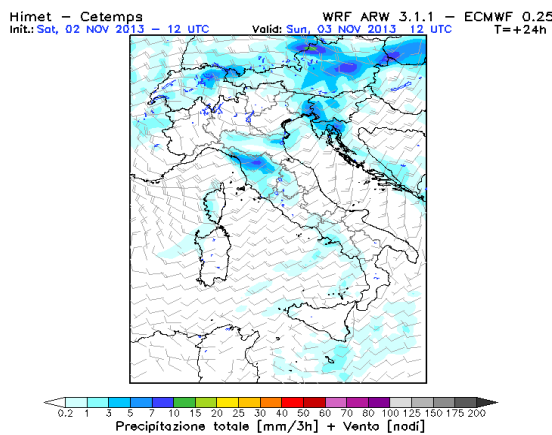 Himet – Cetemps WRF ARW 3.1.1 – ECMWF 0.25
Init.: Sat, 02 NOV 2013 – 12 UTC Valid: Sun, 03 NOV 2013 12 UTC T=+24h
0.2 1 3 5 7 10 15 20 25 30 40 50 60 70 80 90 100 125 150 175 200
Precipitazione totale [mm/3h] + Vento [nodi]